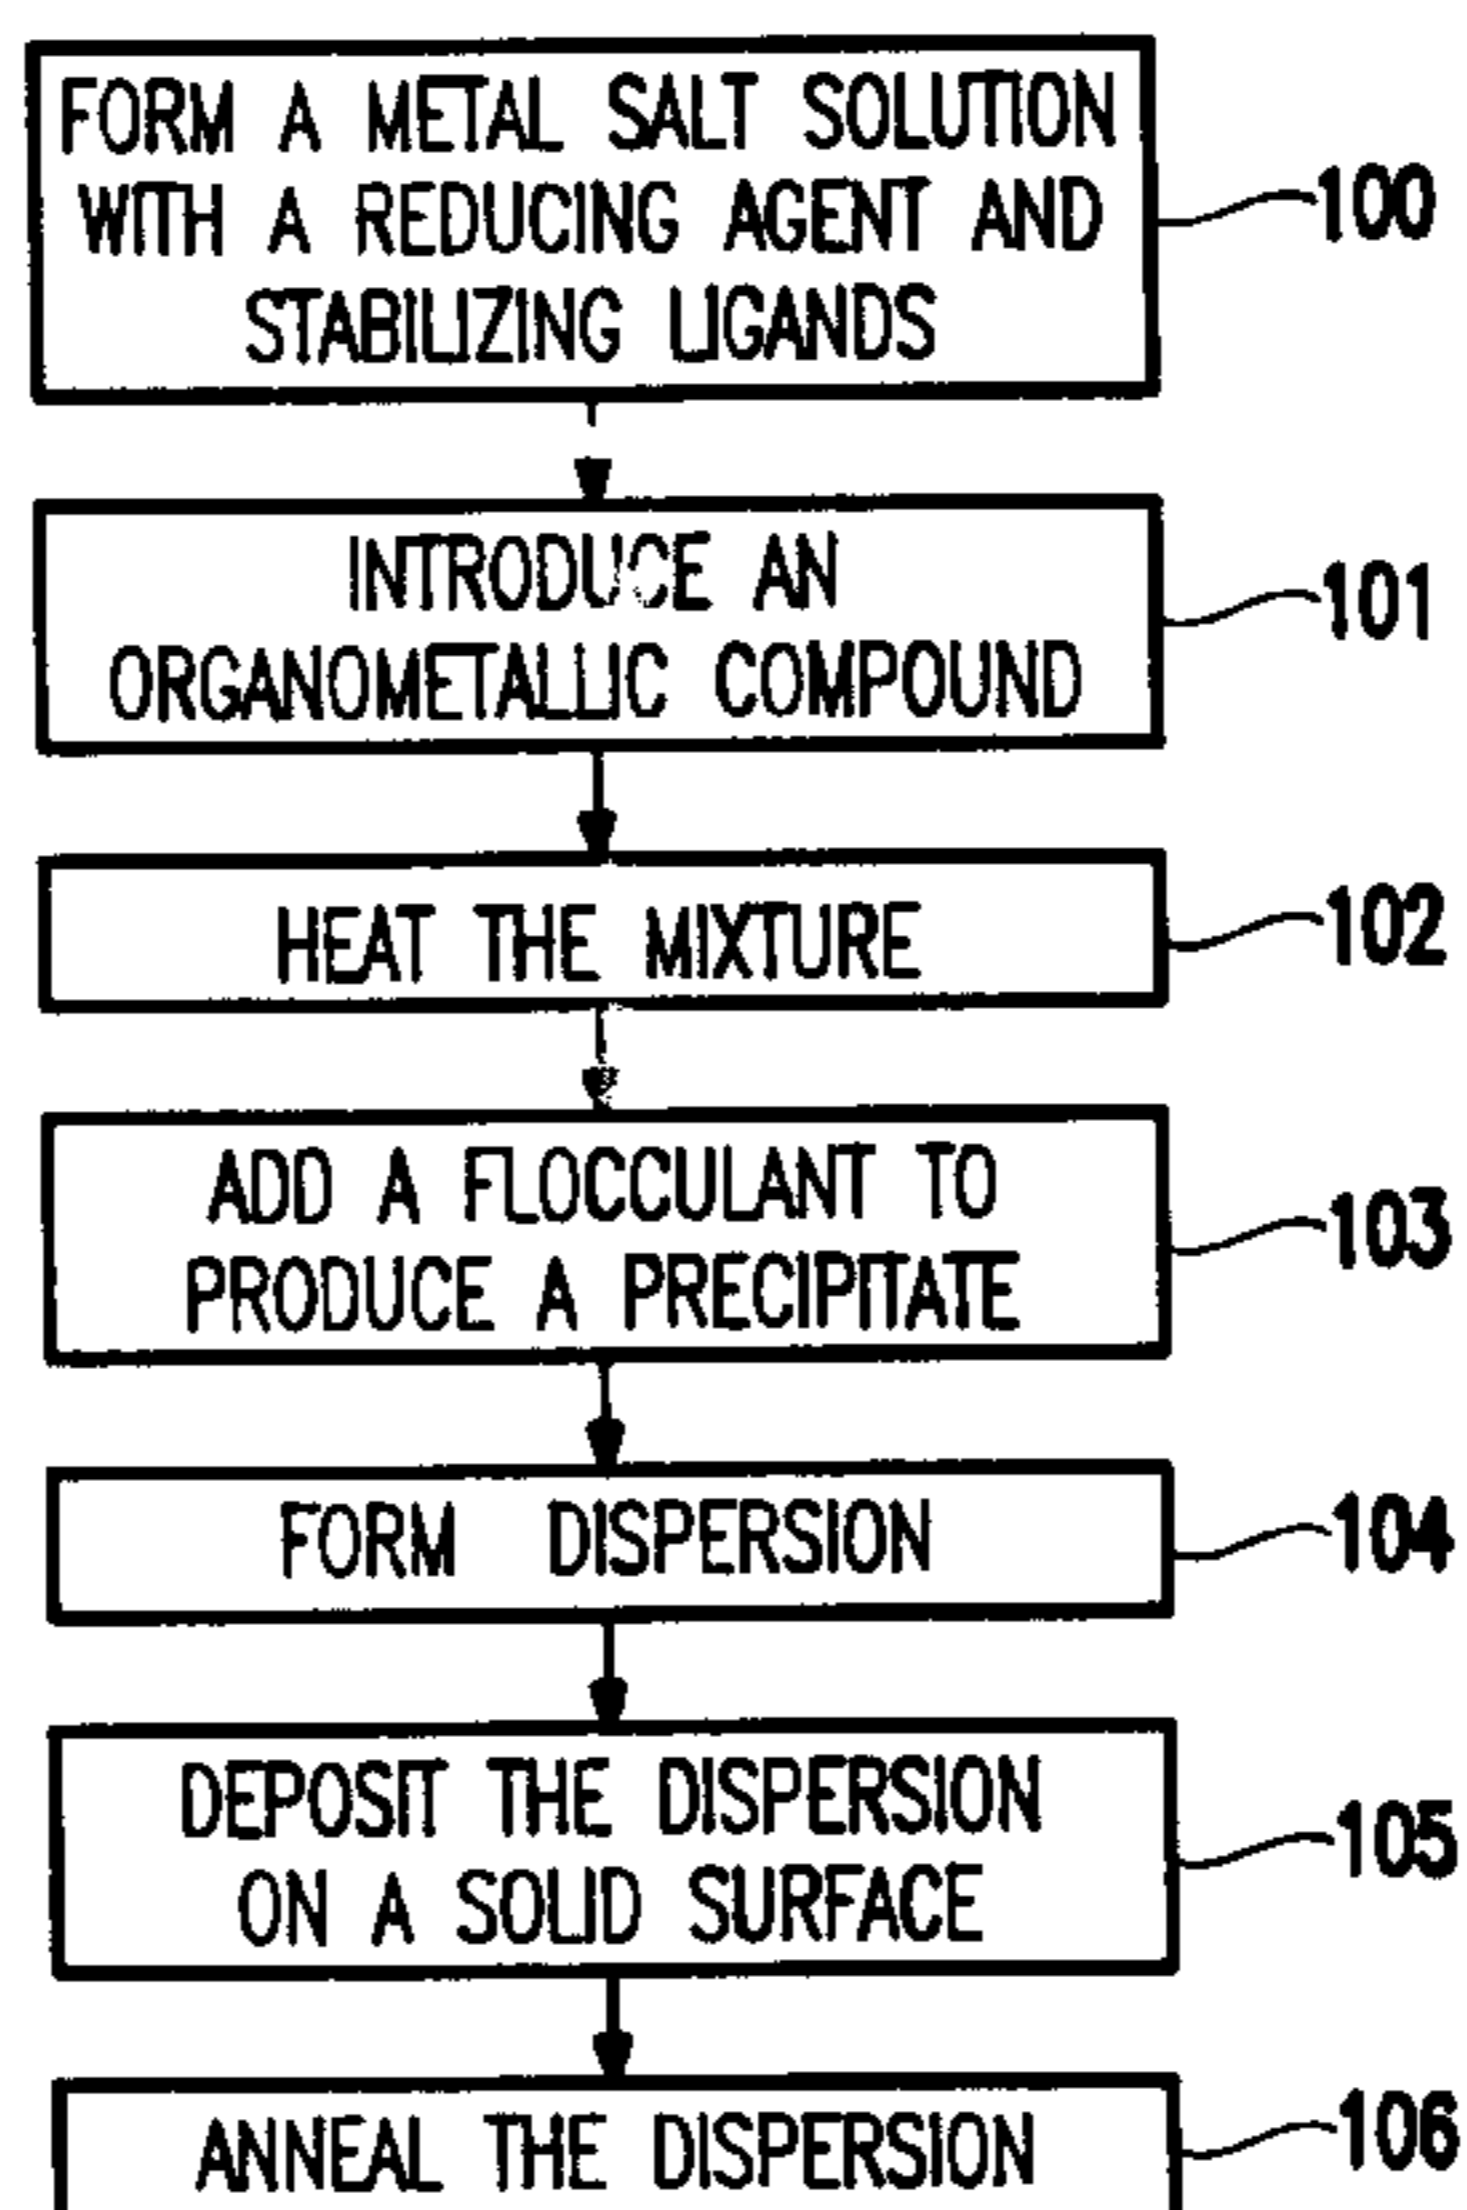 FORM A METAL SALT SOLUTION
WITH A REDUCING AGENT AND
STABILIZING LIGANDS
100
INTRODUCE AN
ORGANOMETALLIC COMPOUND
101
HEAT THE MIXTURE
102
ADD A FLOCCULANT TO
PRODUCE A PRECIPITATE
103
FORM DISPERSION
104
DEPOSIT THE DISPERSION
ON A SOLID SURFACE
105
ANNEAL THE DISPERSION
106